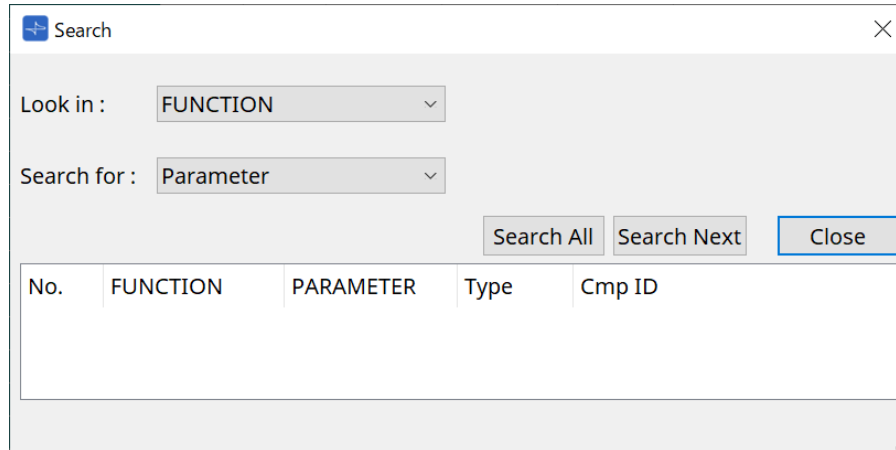 Search
Look in : FUNCTION
Search for : Parameter
Search All Search Next Close
No. FUNCTION PARAMETER Type Cmp ID